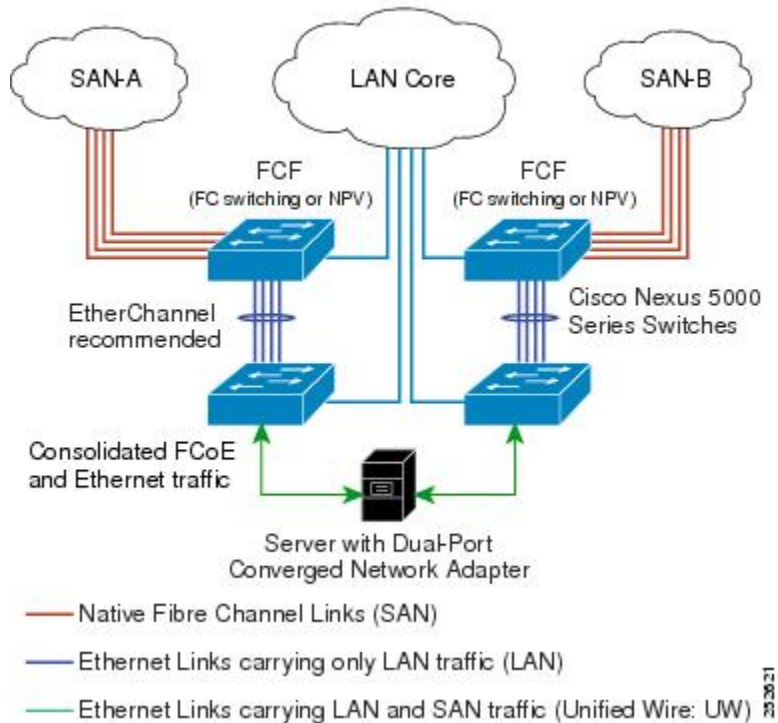 SAN-A
LAN Core
SAN-B
FCF
(FC switching or NPV)
FCF
(FC switching or NPV)
EtherChannel
recommended
Cisco Nexus 5000
Series Switches
Consolidated FCoE
and Ethernet traffic
Server with Dual-Port
Converged Network Adapter
Native Fibre Channel Links (SAN)
Ethernet Links carrying only LAN traffic (LAN)
Ethernet Links carrying LAN and SAN traffic (Unified Wire: UW)